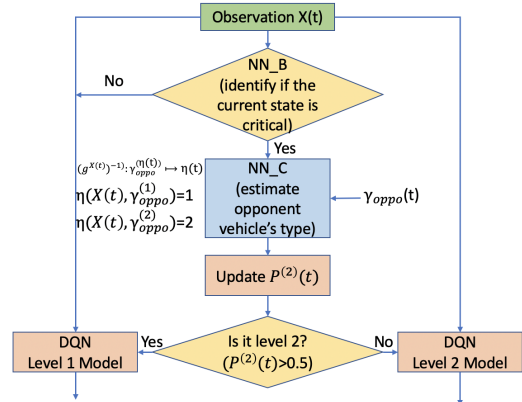 Observation X(t)
NN_B
(identify if the
current state is
critical)
No
Yes
(g^{X(t)})^{-1}): γ_{oppo}^{(η(t))} ↦ η(t)
η(X(t), γ_{oppo}^{(1)})=1
η(X(t), γ_{oppo}^{(2)})=2
NN_C
(estimate
opponent
vehicle's type)
γ_{oppo}(t)
Update P^{(2)}(t)
Is it level 2?
(P^{(2)}(t)>0.5)
Yes
No
DQN
Level 1 Model
DQN
Level 2 Model